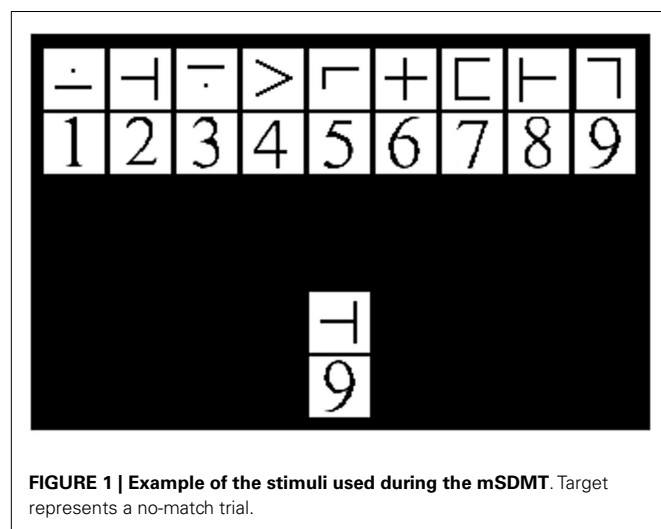 ∸ ⊣ ⨪ > ⌐ + ⊏ ⊢ ¬
1 2 3 4 5 6 7 8 9
⊣
9
FIGURE 1 | Example of the stimuli used during the mSDMT. Target
represents a no-match trial.